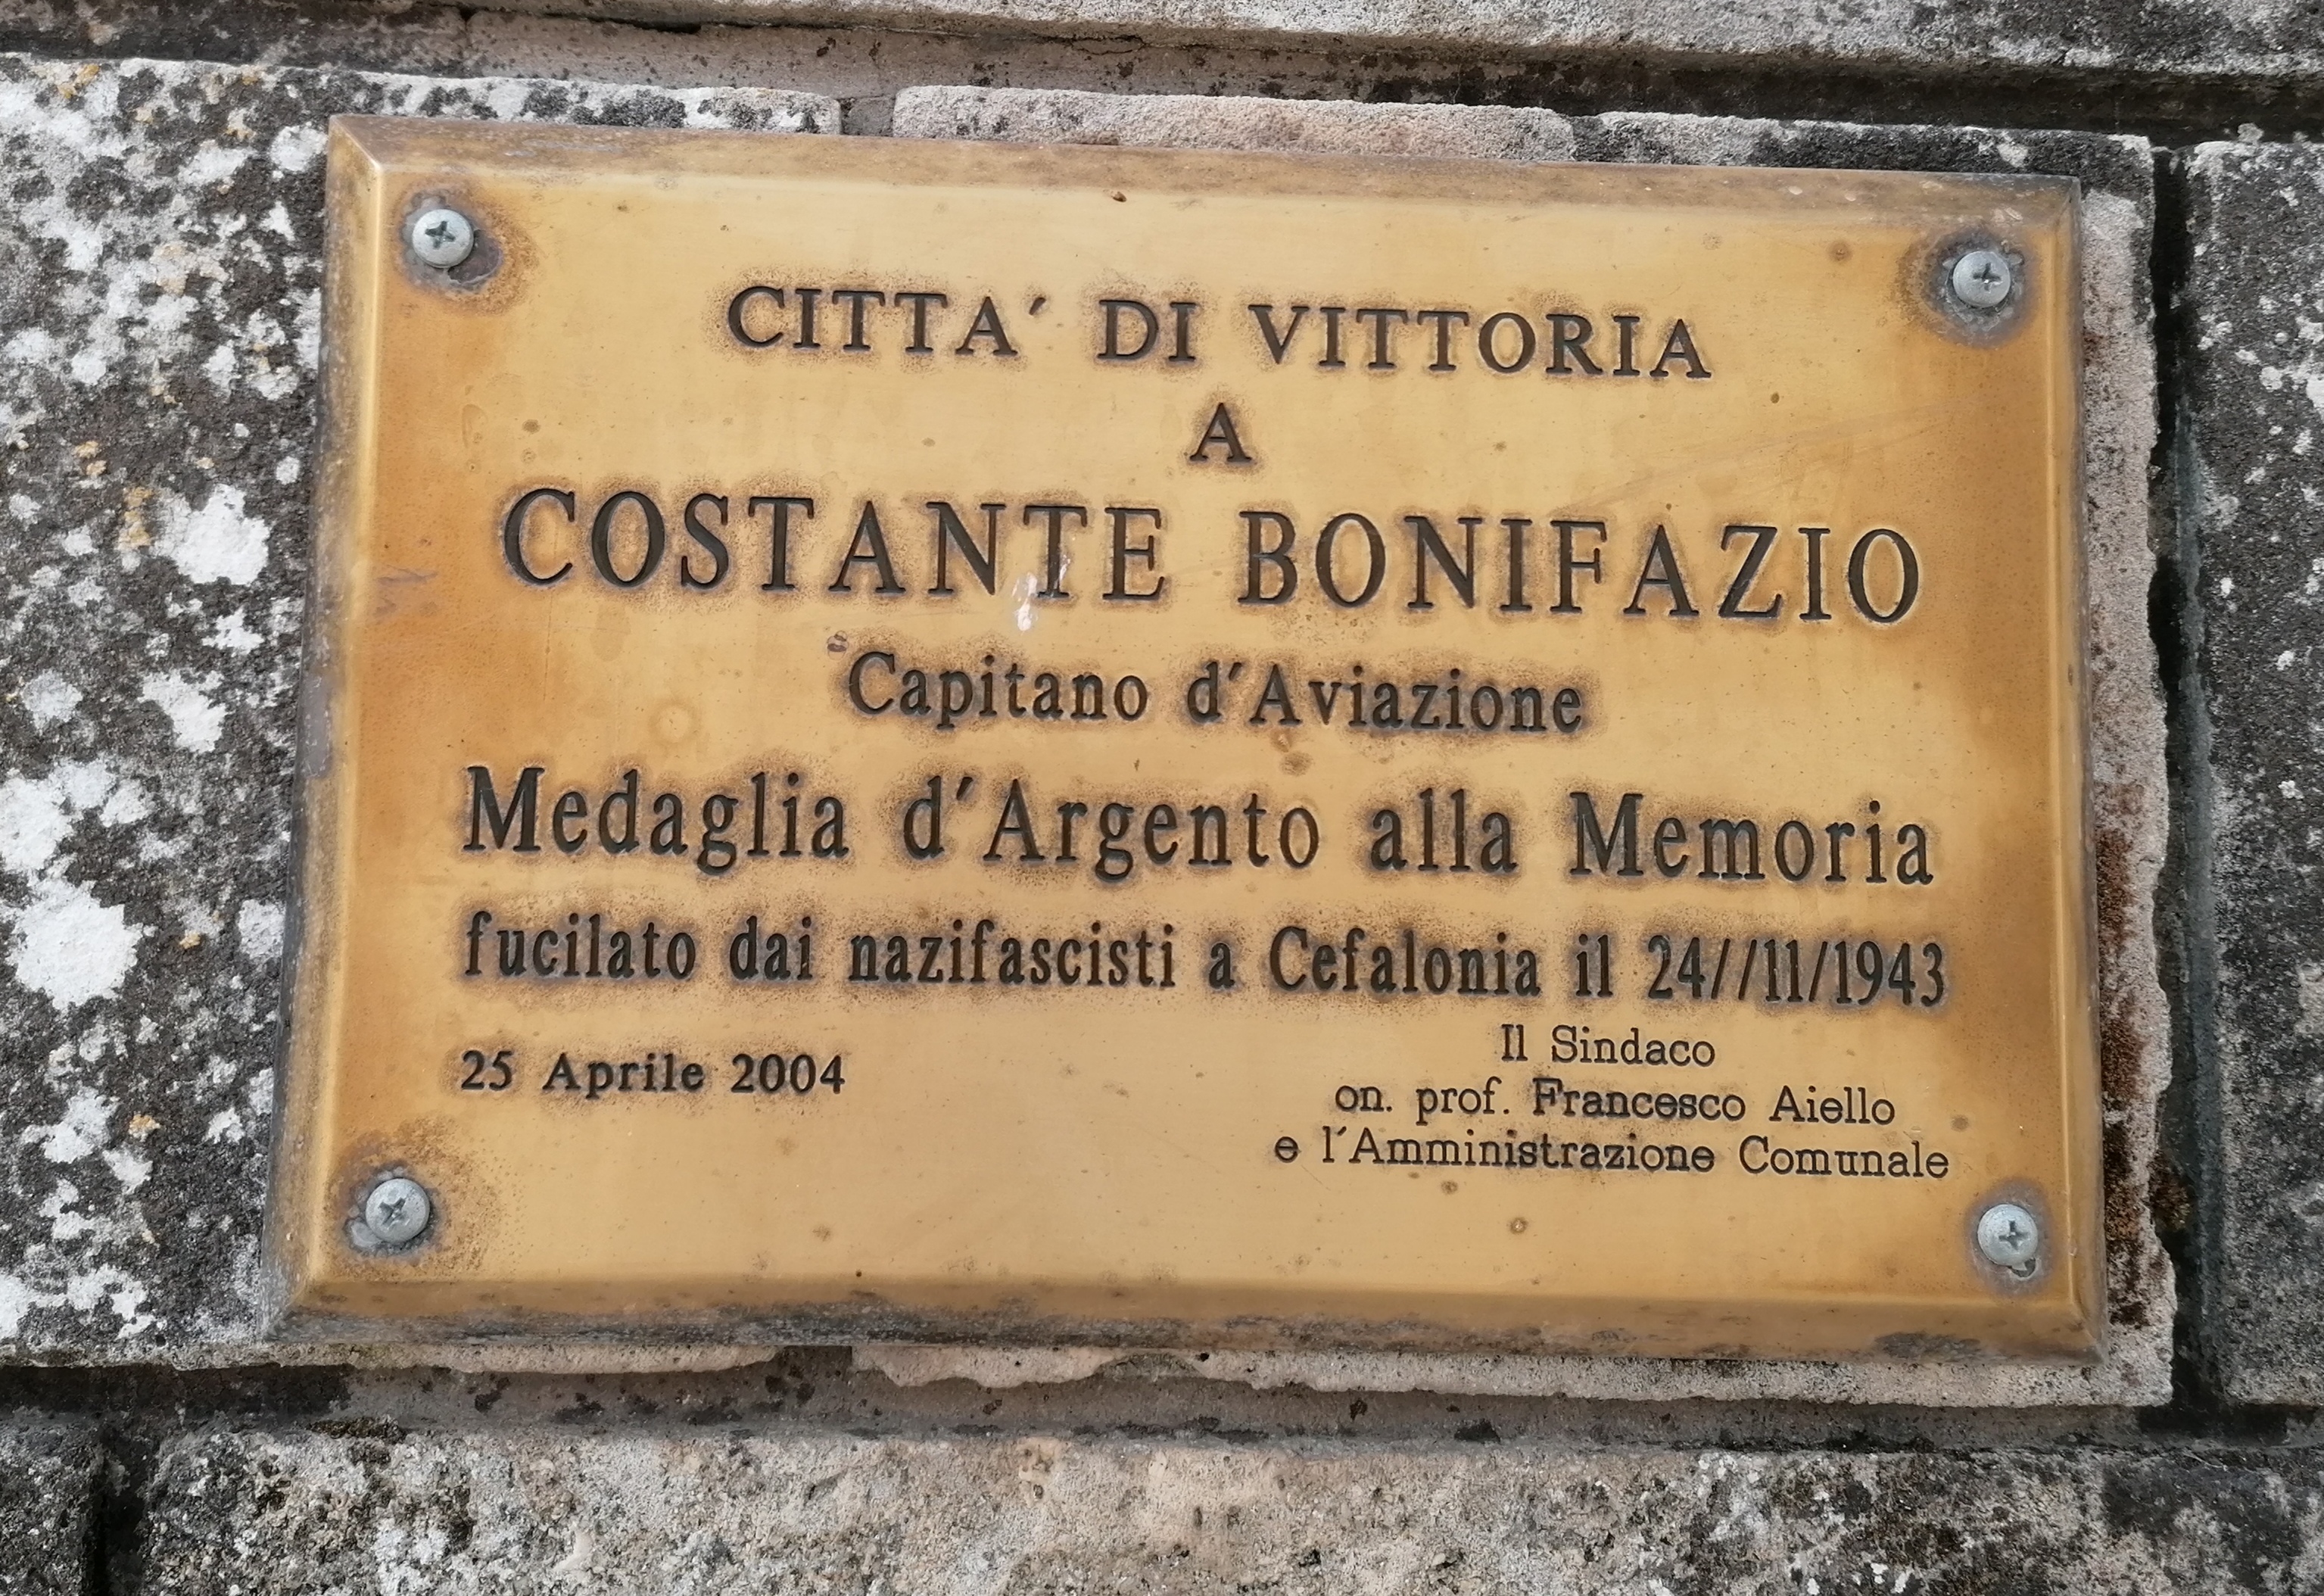 CITTA' DI VITTORIA
A
COSTANTE BONIFAZIO
Capitano d'Aviazione
Medaglia d'Argento alla Memoria
fucilato dai nazifascisti a Cefalonia il 24//11/1943
25 Aprile 2004
Il Sindaco
on. prof. Francesco Aiello
e l'Amministrazione Comunale